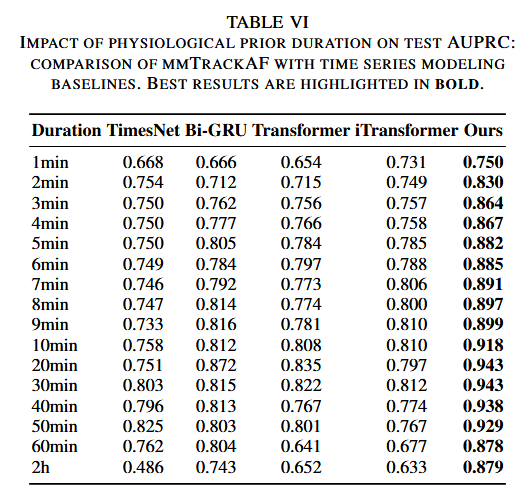 TABLE VI
IMPACT OF PHYSIOLOGICAL PRIOR DURATION ON TEST AUPRC:
COMPARISON OF MMTRACKAF WITH TIME SERIES MODELING
BASELINES. BEST RESULTS ARE HIGHLIGHTED IN BOLD.
Duration TimesNet Bi-GRU Transformer iTransformer Ours
1min 0.668 0.666 0.654 0.731 0.750
2min 0.754 0.712 0.715 0.749 0.830
3min 0.750 0.762 0.756 0.757 0.864
4min 0.750 0.777 0.766 0.758 0.867
5min 0.750 0.805 0.784 0.785 0.882
6min 0.749 0.784 0.797 0.788 0.885
7min 0.746 0.792 0.773 0.806 0.891
8min 0.747 0.814 0.774 0.800 0.897
9min 0.733 0.816 0.781 0.810 0.899
10min 0.758 0.812 0.808 0.810 0.918
20min 0.751 0.872 0.835 0.797 0.943
30min 0.803 0.815 0.822 0.812 0.943
40min 0.796 0.813 0.767 0.774 0.938
50min 0.825 0.803 0.801 0.767 0.929
60min 0.762 0.804 0.641 0.677 0.878
2h 0.486 0.743 0.652 0.633 0.879